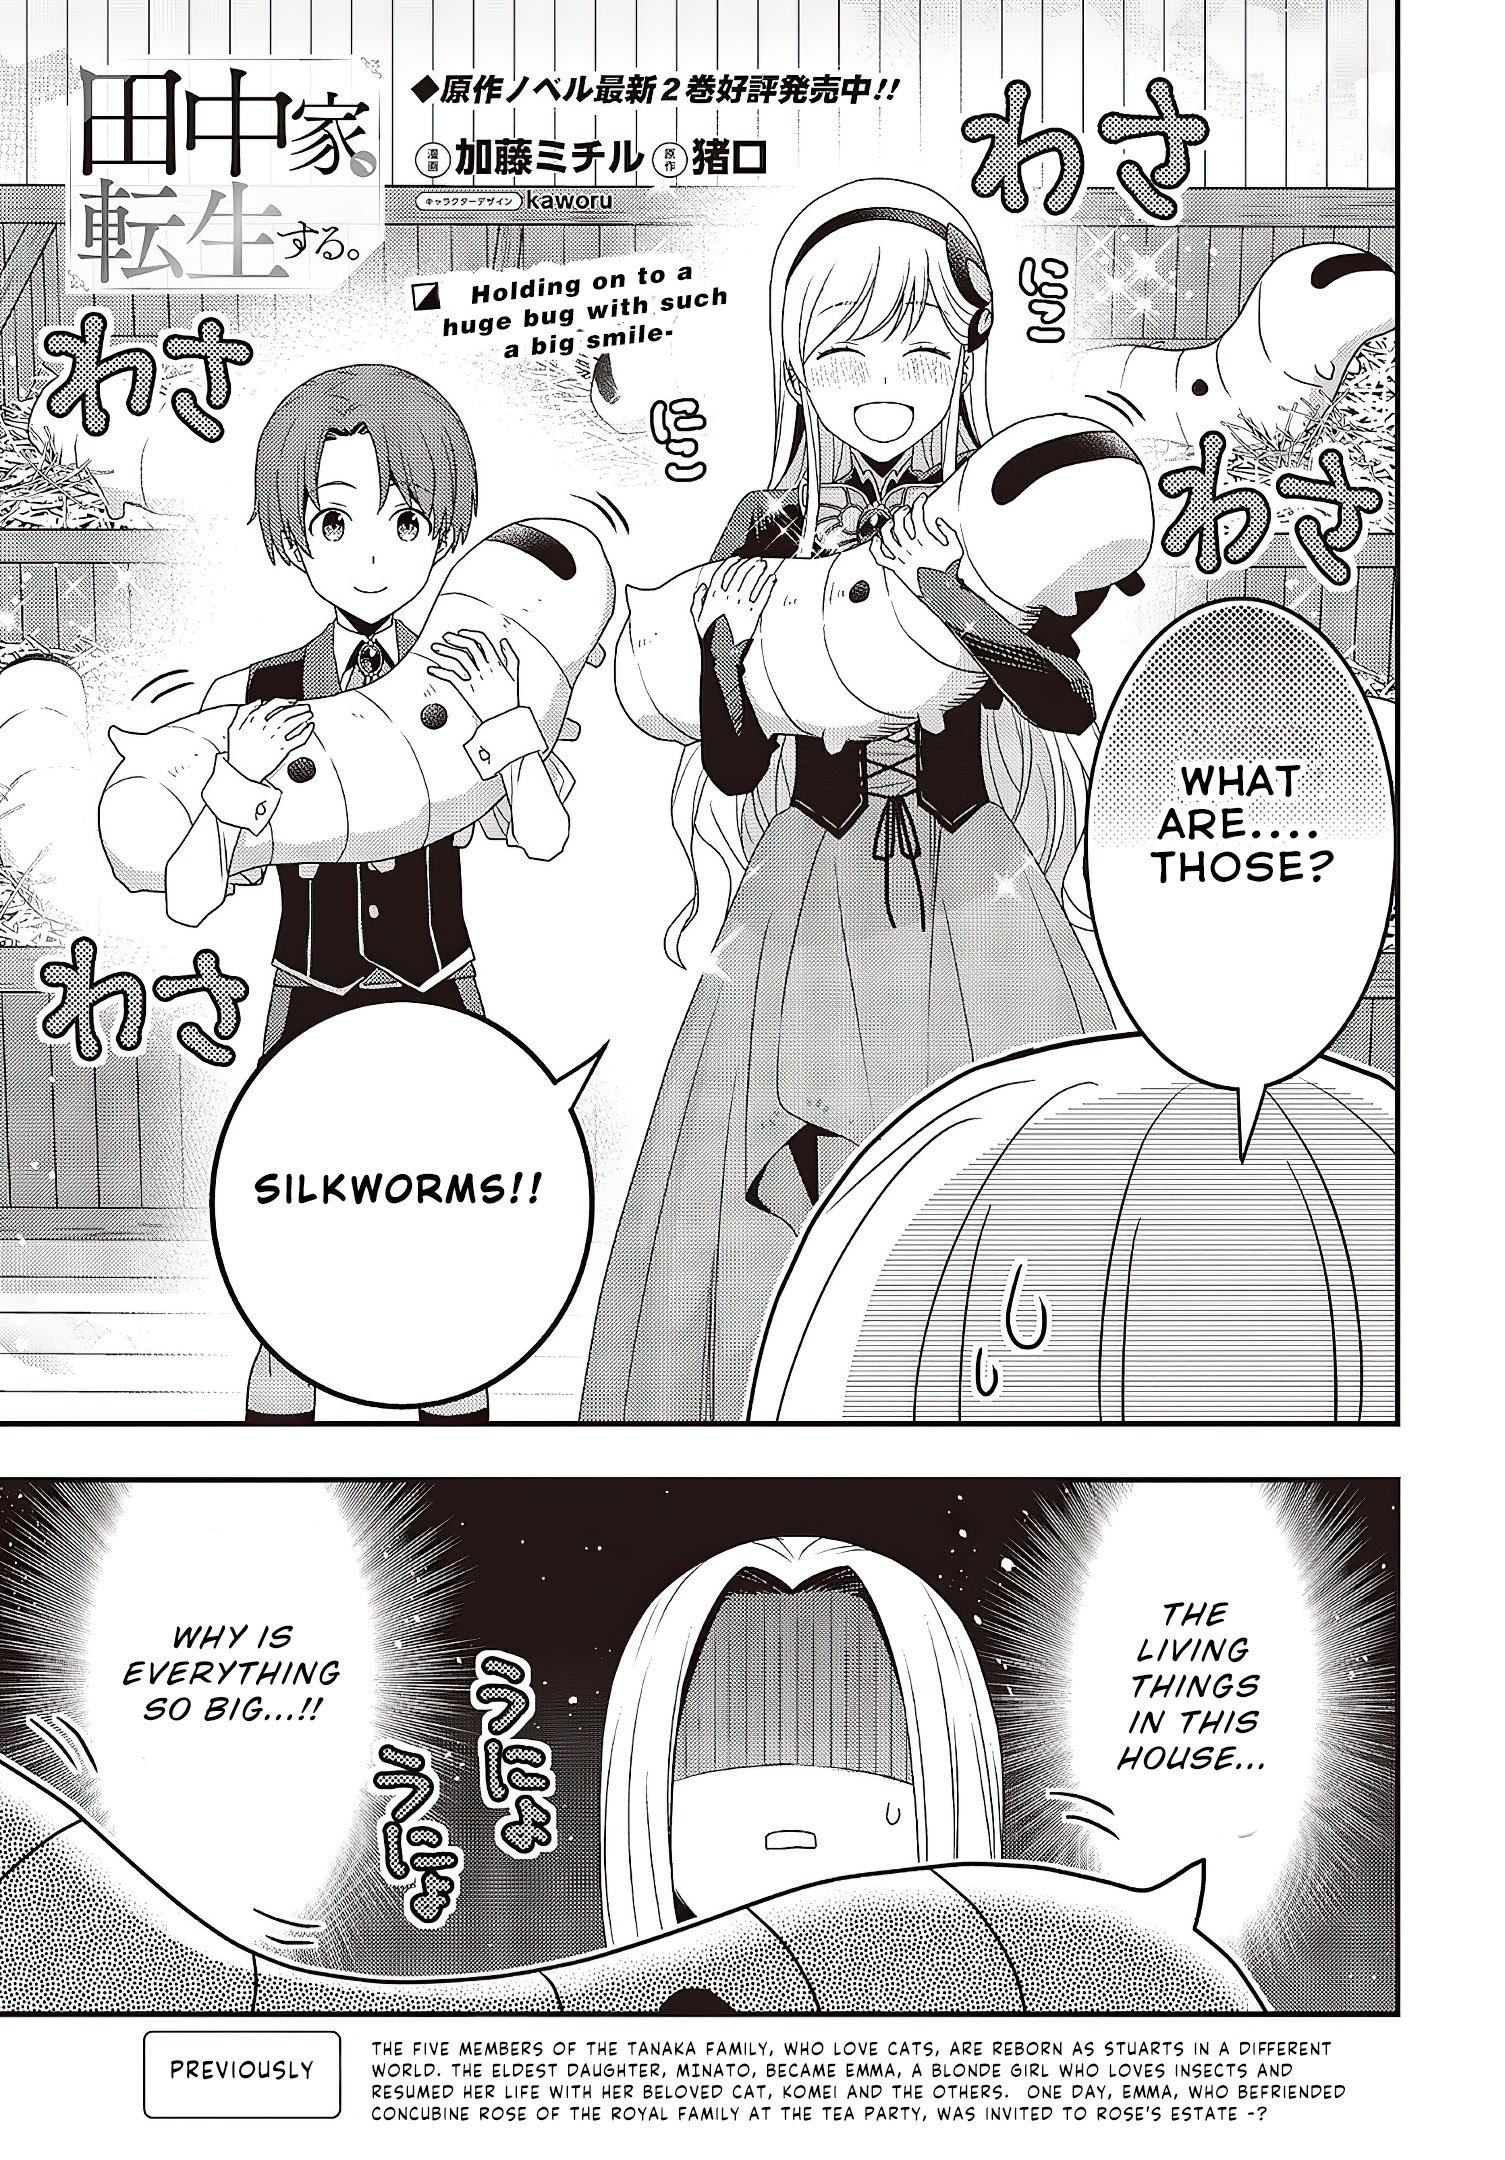 田中家、
転生する。
◆原作ノベル最新2巻好評発売中!!
漫画 加藤ミチル 原作 猪口
キャラクターデザイン kaworu
Holding on to a
huge bug with such
a big smile-
わさ
にこ
わさ
にこ
わさ
わさ
WHAT
ARE....
THOSE?
SILKWORMS!!
THE
LIVING
THINGS
IN THIS
HOUSE...
うにょ
うにょ
WHY IS
EVERYTHING
SO BIG...!!
PREVIOUSLY
THE FIVE MEMBERS OF THE TANAKA FAMILY, WHO LOVE CATS, ARE REBORN AS STUARTS IN A DIFFERENT
WORLD. THE ELDEST DAUGHTER, MINATO, BECAME EMMA, A BLONDE GIRL WHO LOVES INSECTS AND
RESUMED HER LIFE WITH HER BELOVED CAT, KOMEI AND THE OTHERS. ONE DAY, EMMA, WHO BEFRIENDED
CONCUBINE ROSE OF THE ROYAL FAMILY AT THE TEA PARTY, WAS INVITED TO ROSE'S ESTATE -?